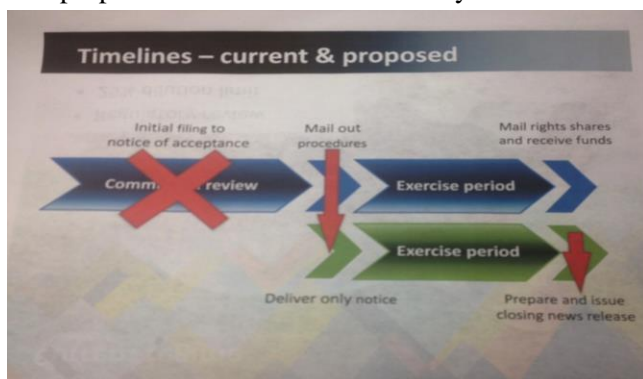 Timelines – current & proposed
Initial filing to
notice of acceptance
Mail out
procedures
Mail rights shares
and receive funds
review
Exercise period
Exercise period
Deliver only notice
Prepare and issue
closing news release